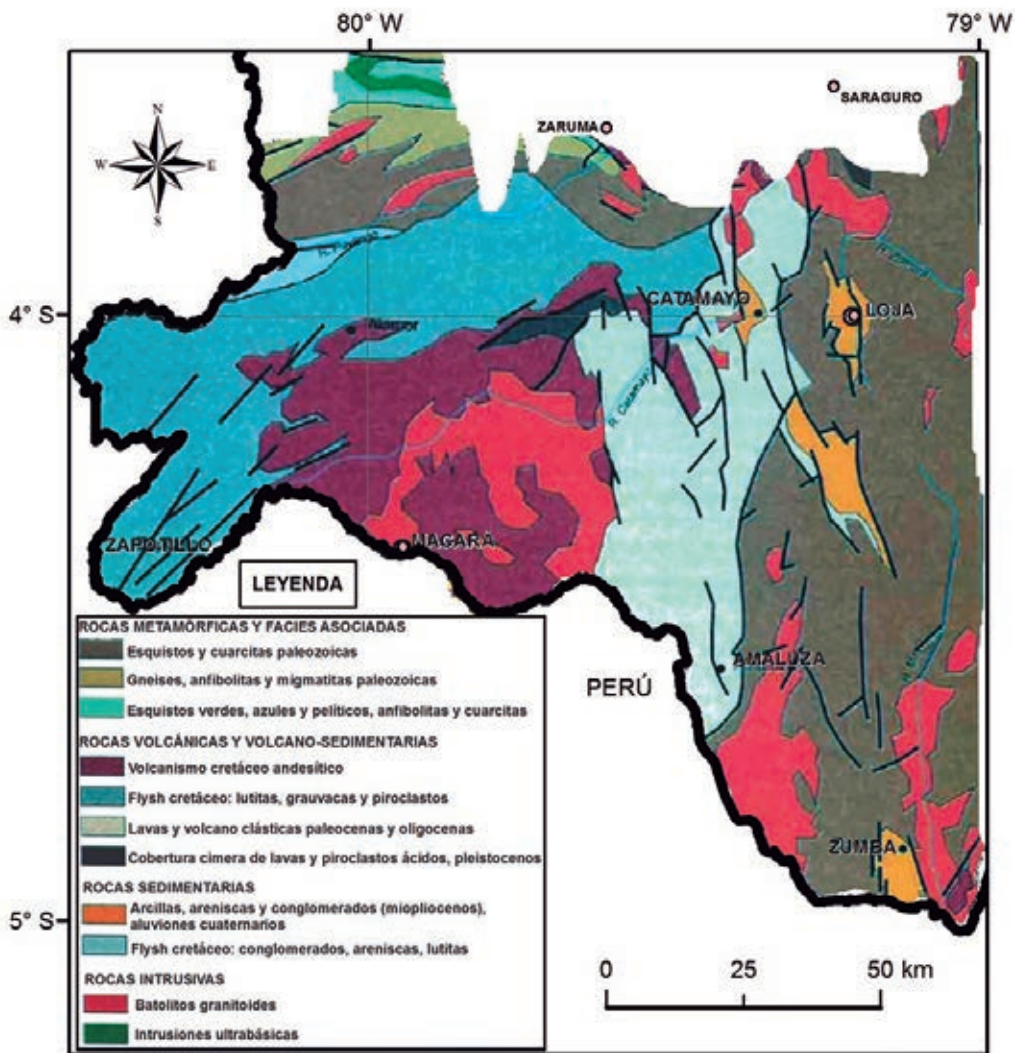 80° W
79° W
N
W
E
S
SARAGURO
ZARUMA
R. Puyango
4° S
CATAMAYO
LOJA
Alamor
R. Catamayo
ZAPOTILLO
MACARÁ
LEYENDA
AMALUZA
PERÚ
ROCAS METAMÓRFICAS Y FACIES ASOCIADAS
Esquistos y cuarcitas paleozoicas
Gneises, anfibolitas y migmatitas paleozoicas
Esquistos verdes, azules y pelíticos, anfibolitas y cuarcitas
ROCAS VOLCÁNICAS Y VOLCANO-SEDIMENTARIAS
Volcanismo cretáceo andesítico
Flysh cretáceo: lutitas, grauvacas y piroclastos
Lavas y volcano clásticas paleocenas y oligocenas
Cobertura cimera de lavas y piroclastos ácidos, pleistocenos
ZUMBA
ROCAS SEDIMENTARIAS
Arcillas, areniscas y conglomerados (miopliocenos),
aluviones cuaternarios
5° S
Flysh cretáceo: conglomerados, areniscas, lutitas
ROCAS INTRUSIVAS
Batolitos granitoides
Intrusiones ultrabásicas
0
25
50 km